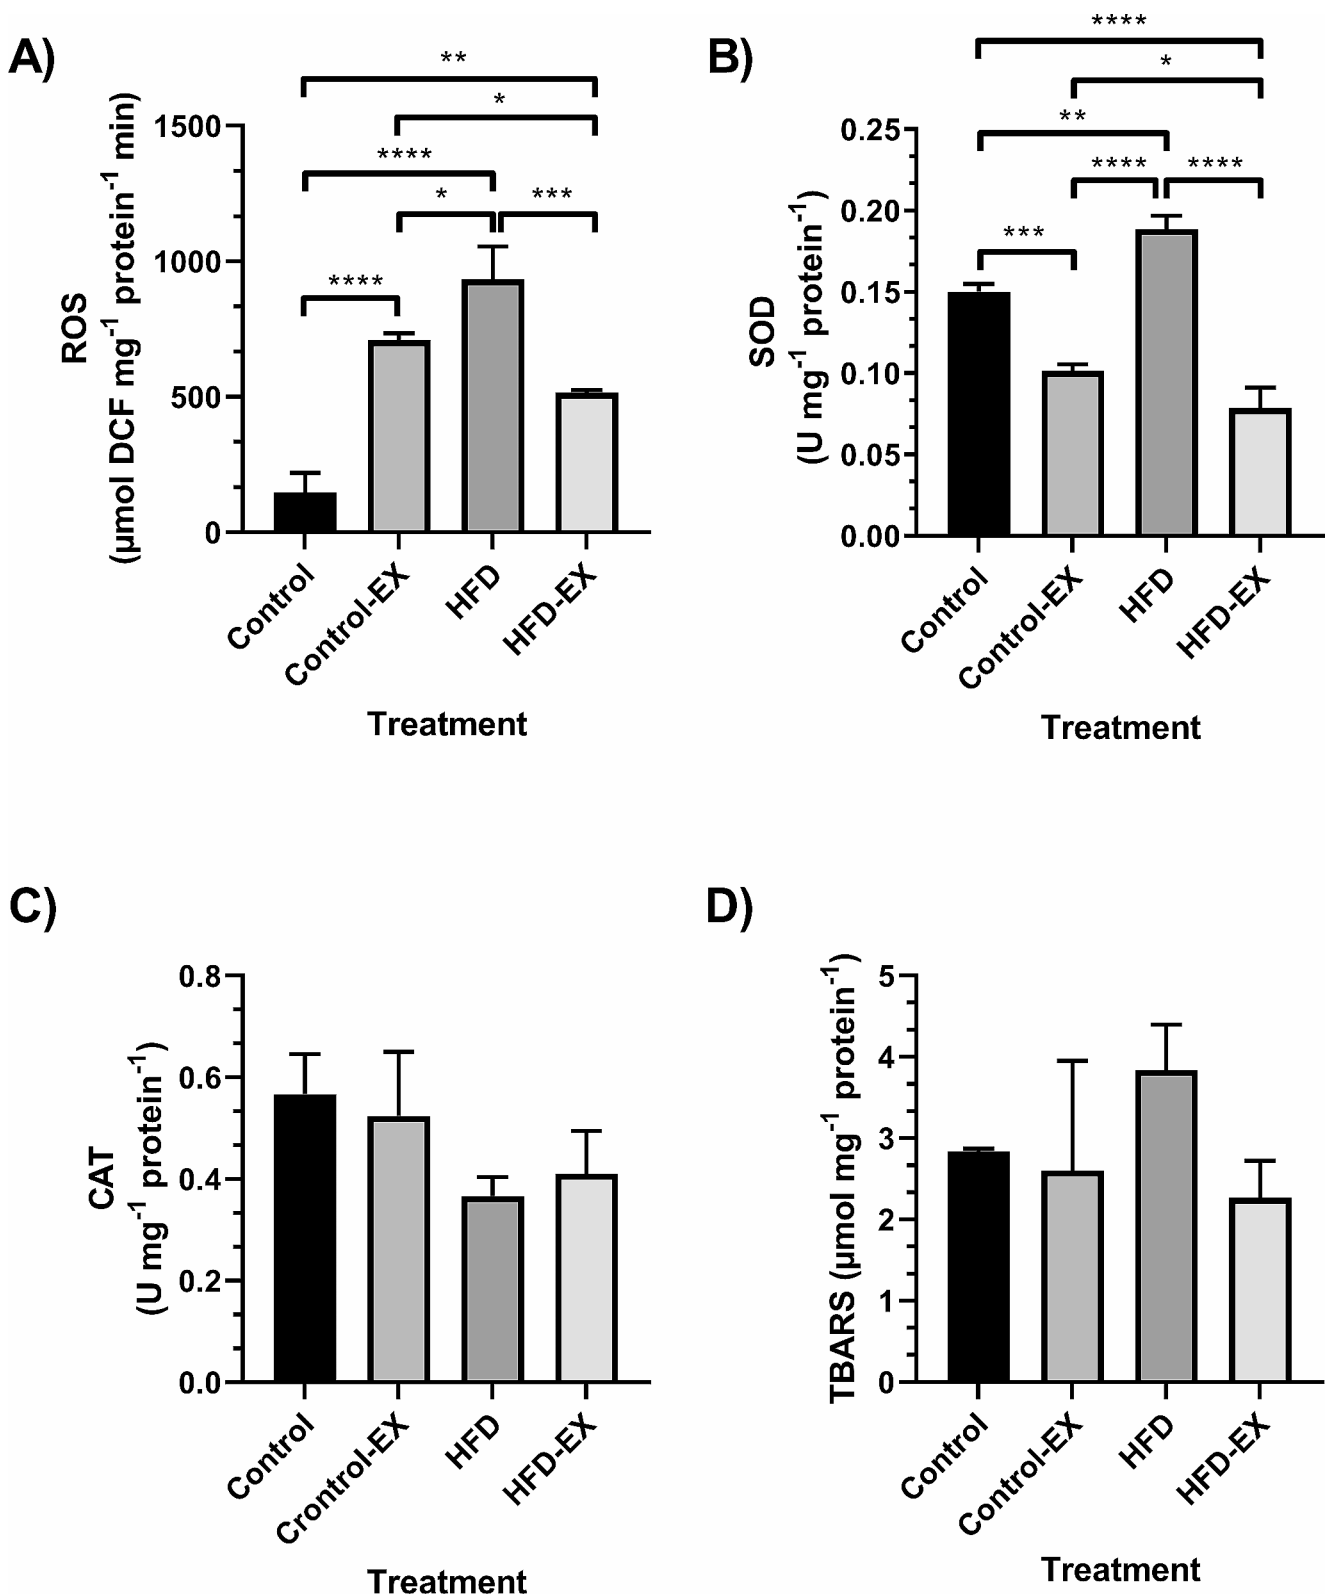 A)
**
*
****
*
***
****
ROS
(µmol DCF mg⁻¹ protein⁻¹ min)
1500
1000
500
0
Control
Control-EX
HFD
HFD-EX
Treatment
B)
****
*
**
****
****
***
SOD
(U mg⁻¹ protein⁻¹)
0.25
0.20
0.15
0.10
0.05
0.00
Control
Control-EX
HFD
HFD-EX
Treatment
C)
CAT
(U mg⁻¹ protein⁻¹)
0.8
0.6
0.4
0.2
0.0
Control
Crontrol-EX
HFD
HFD-EX
Treatment
D)
TBARS (µmol mg⁻¹ protein⁻¹)
5
4
3
2
1
0
Control
Control-EX
HFD
HFD-EX
Treatment